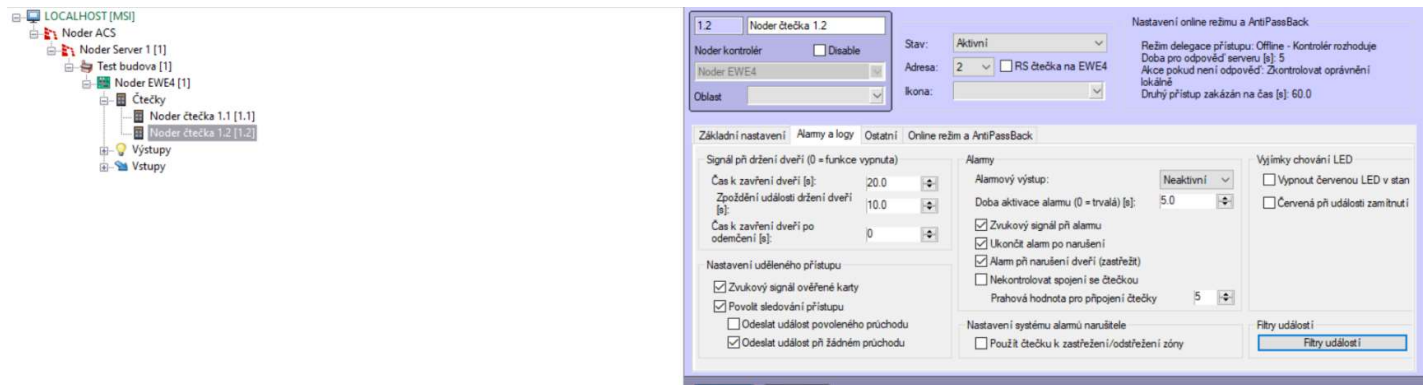 LOCALHOST [MSI]
Noder ACS
Noder Server 1 [1]
Test budova [1]
Noder EWE4 [1]
Čtečky
Noder čtečka 1.1 [1.1]
Noder čtečka 1.2 [1.2]
Výstupy
Vstupy
1.2
Noder čtečka 1.2
Noder kontrolér
Disable
Noder EWE4
Oblast
Stav:
Aktivní
Adresa:
2
RS čtečka na EWE4
Ikona:
Nastavení online režimu a AntiPassBack
Režim delegace přístupu: Offline - Kontrolér rozhoduje
Doba pro odpověď serveru [s]: 5
Akce pokud není odpověď: Zkontrolovat oprávnění
lokálně
Druhý přístup zakázán na čas [s]: 60.0
Základní nastavení
Alarmy a logy
Ostatní
Online režim a AntiPassBack
Signál při držení dveří (0 = funkce vypnuta)
Čas k zavření dveří [s]:
20.0
Zpoždění události držení dveří
[s]:
10.0
Čas k zavření dveří po
odemčení [s]:
0
Nastavení uděleného přístupu
Zvukový signál ověřené karty
Povolit sledování přístupu
Odeslat událost povoleného průchodu
Odeslat událost při žádném průchodu
Alarmy
Alarmový výstup:
Neaktivní
Doba aktivace alarmu (0 = trvalá) [s]:
5.0
Zvukový signál při alarmu
Ukončit alarm po narušení
Alarm při narušení dveří (zastřežit)
Nekontrolovat spojení se čtečkou
Prahová hodnota pro připojení čtečky
5
Nastavení systému alarmů narušitele
Použít čtečku k zastřežení/odstřežení zóny
Vyjímky chování LED
Vypnout červenou LED v stan
Červená při události zamítnutí
Filtry událostí
Filtry událostí